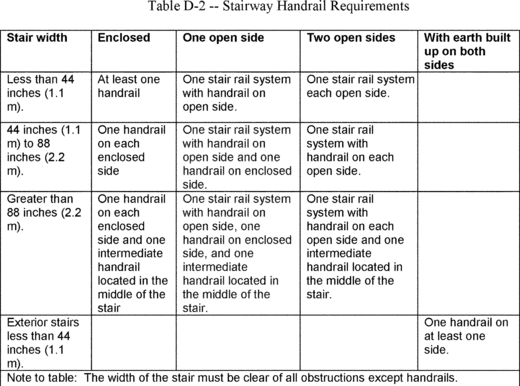 Table D-2 -- Stairway Handrail Requirements
Stair width
Enclosed
One open side
Two open sides
With earth built
up on both
sides
Less than 44
inches (1.1
m).
At least one
handrail
One stair rail system
with handrail on
open side.
One stair rail system
each open side.
44 inches (1.1
m) to 88
inches (2.2
m).
One handrail
on each
enclosed
side
One stair rail system
with handrail on
open side and one
handrail on enclosed
side.
One stair rail
system with
handrail on each
open side.
Greater than
88 inches (2.2
m).
One handrail
on each
enclosed
side and one
intermediate
handrail
located in the
middle of the
stair
One stair rail system
with handrail on
open side, one
handrail on enclosed
side, and one
intermediate
handrail located in
the middle of the
stair.
One stair rail
system with
handrail on each
open side and one
intermediate
handrail located in
the middle of the
stair.
Exterior stairs
less than 44
inches (1.1
m).
One handrail on
at least one
side.
Note to table: The width of the stair must be clear of all obstructions except handrails.